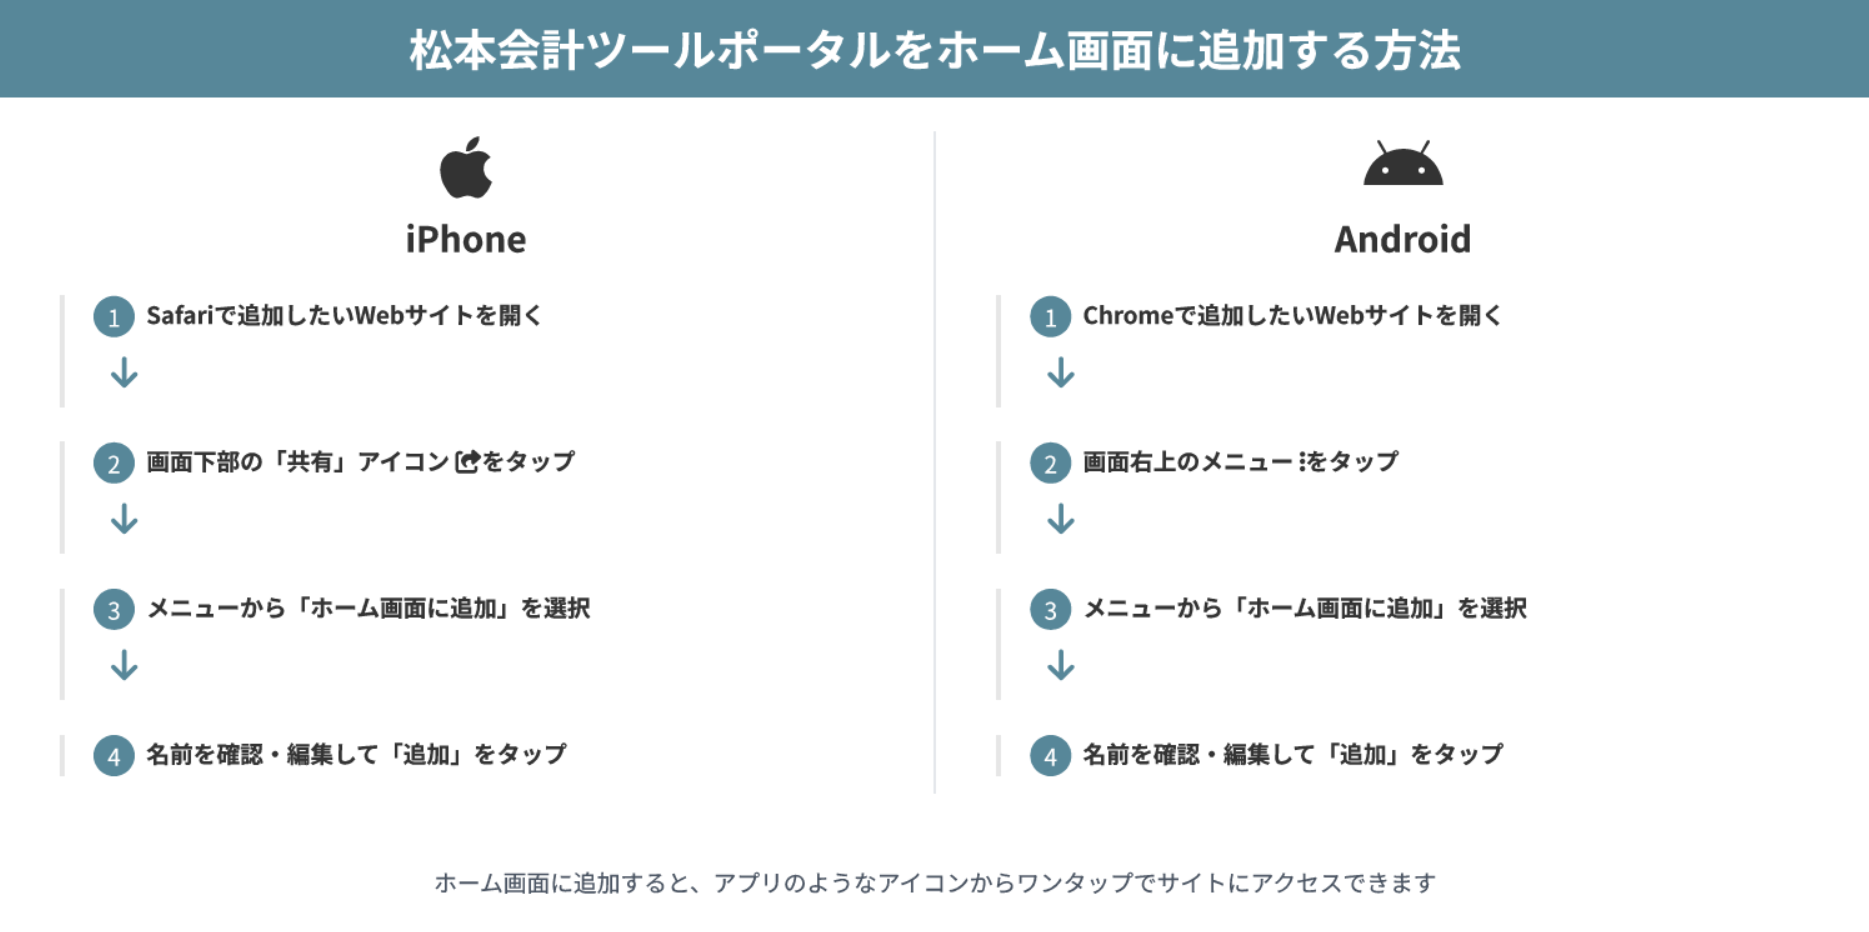 松本会計ツールポータルをホーム画面に追加する方法
iPhone
1 Safariで追加したいWebサイトを開く
2 画面下部の「共有」アイコンをタップ
3 メニューから「ホーム画面に追加」を選択
4 名前を確認・編集して「追加」をタップ
Android
1 Chromeで追加したいWebサイトを開く
2 画面右上のメニュー⋮をタップ
3 メニューから「ホーム画面に追加」を選択
4 名前を確認・編集して「追加」をタップ
ホーム画面に追加すると、アプリのようなアイコンからワンタップでサイトにアクセスできます